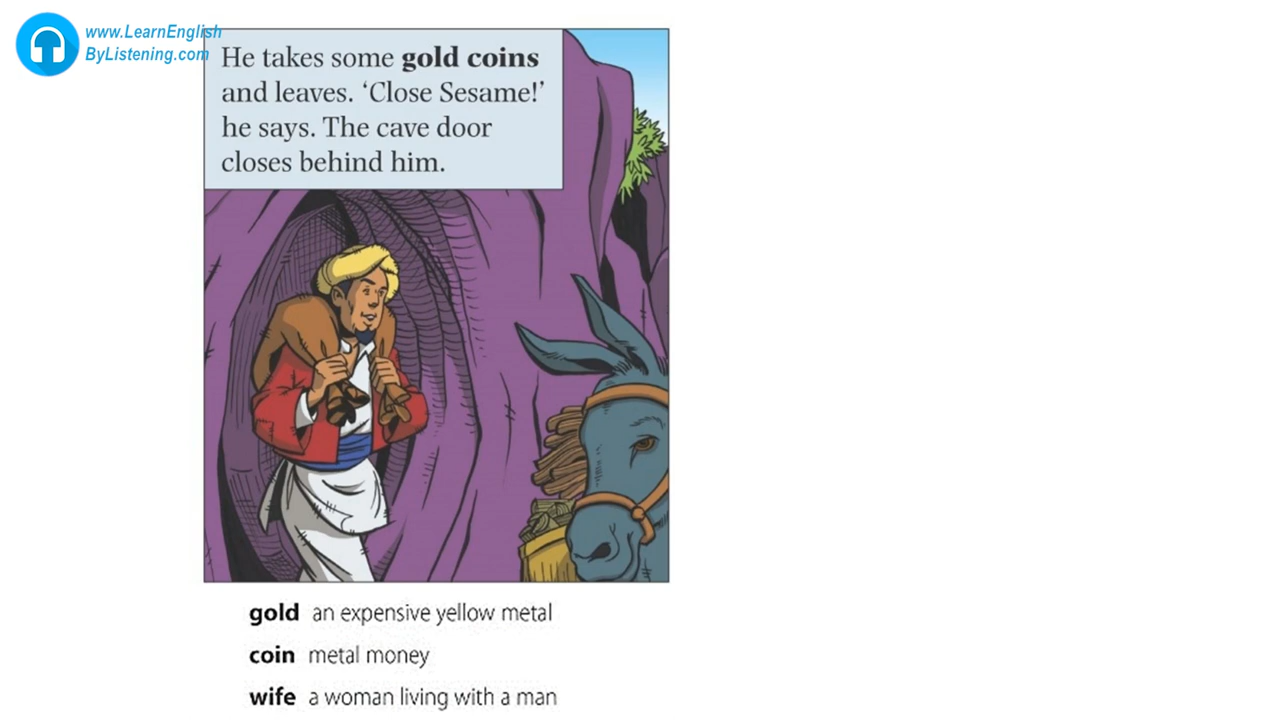 www.LearnEnglish
ByListening.com
He takes some gold coins
and leaves. ‘Close Sesame!’
he says. The cave door
closes behind him.
gold an expensive yellow metal
coin metal money
wife a woman living with a man